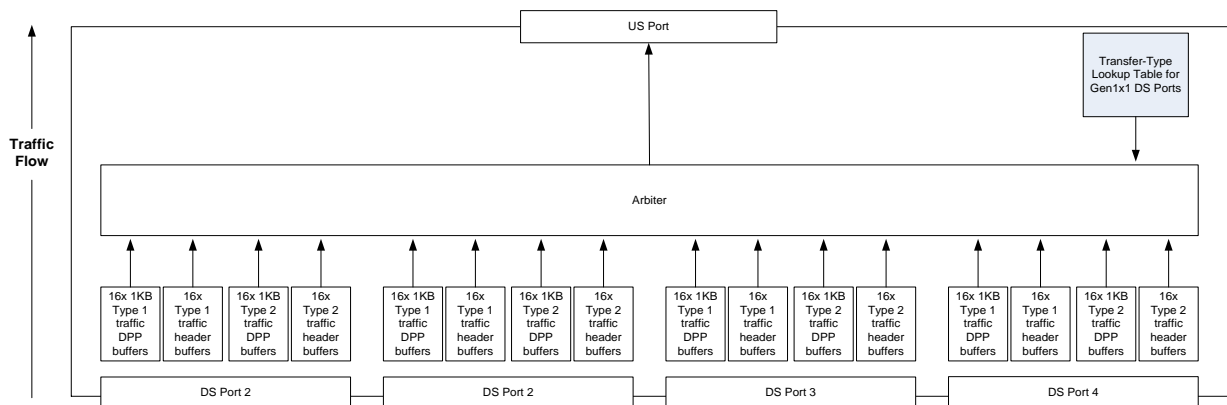 US Port
Transfer-Type
Lookup Table for
Gen1x1 DS Ports
Traffic
Flow
Arbiter
16x 1KB
Type 1
traffic
DPP
buffers
16x
Type 1
traffic
header
buffers
16x 1KB
Type 2
traffic
DPP
buffers
16x
Type 2
traffic
header
buffers
16x 1KB
Type 1
traffic
DPP
buffers
16x
Type 1
traffic
header
buffers
16x 1KB
Type 2
traffic
DPP
buffers
16x
Type 2
traffic
header
buffers
16x 1KB
Type 1
traffic
DPP
buffers
16x
Type 1
traffic
header
buffers
16x 1KB
Type 2
traffic
DPP
buffers
16x
Type 2
traffic
header
buffers
16x 1KB
Type 1
traffic
DPP
buffers
16x
Type 1
traffic
header
buffers
16x 1KB
Type 2
traffic
DPP
buffers
16x
Type 2
traffic
header
buffers
DS Port 2
DS Port 2
DS Port 3
DS Port 4